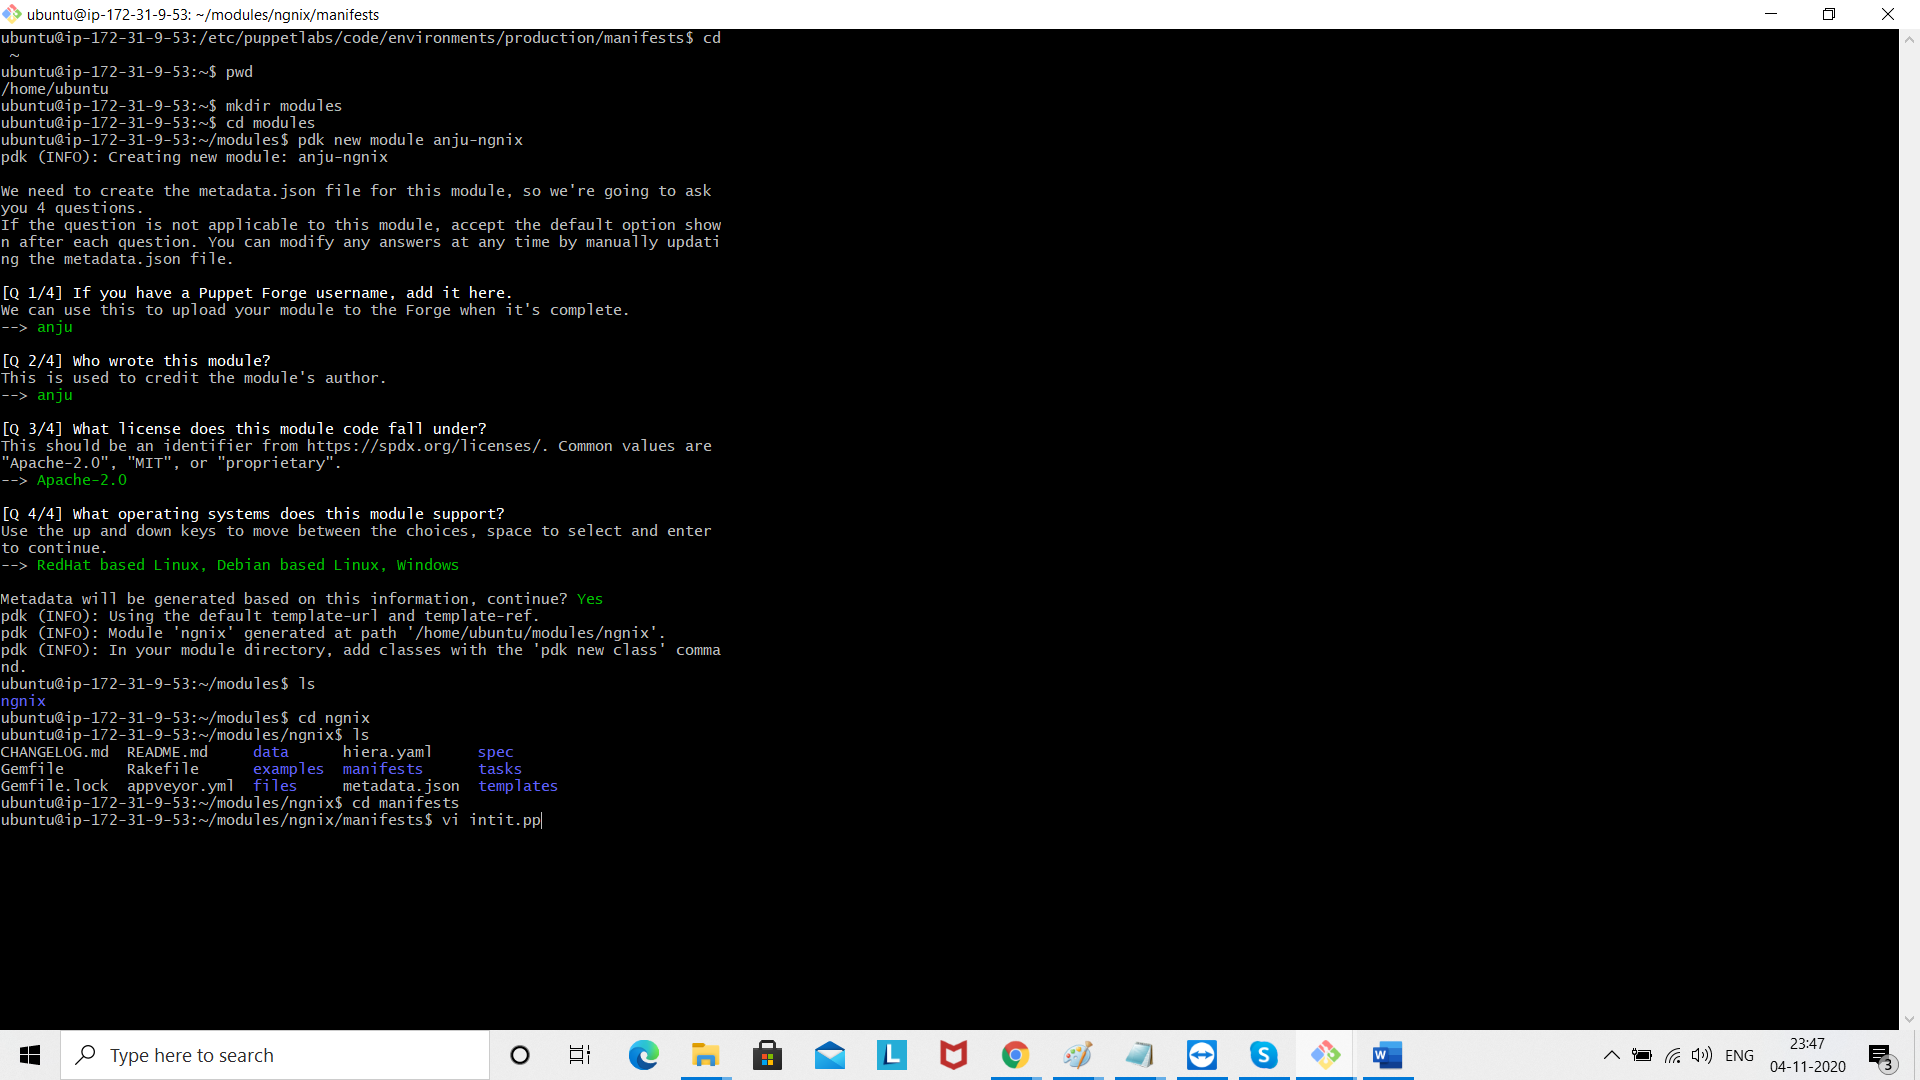 ubuntu@ip-172-31-9-53: ~/modules/ngnix/manifests
ubuntu@ip-172-31-9-53:/etc/puppetlabs/code/environments/production/manifests$ cd
~
ubuntu@ip-172-31-9-53:~$ pwd
/home/ubuntu
ubuntu@ip-172-31-9-53:~$ mkdir modules
ubuntu@ip-172-31-9-53:~$ cd modules
ubuntu@ip-172-31-9-53:~/modules$ pdk new module anju-ngnix
pdk (INFO): Creating new module: anju-ngnix
We need to create the metadata.json file for this module, so we're going to ask
you 4 questions.
If the question is not applicable to this module, accept the default option show
n after each question. You can modify any answers at any time by manually updati
ng the metadata.json file.
[Q 1/4] If you have a Puppet Forge username, add it here.
We can use this to upload your module to the Forge when it's complete.
--> anju
[Q 2/4] Who wrote this module?
This is used to credit the module's author.
--> anju
[Q 3/4] What license does this module code fall under?
This should be an identifier from https://spdx.org/licenses/. Common values are
"Apache-2.0", "MIT", or "proprietary".
--> Apache-2.0
[Q 4/4] What operating systems does this module support?
Use the up and down keys to move between the choices, space to select and enter
to continue.
--> RedHat based Linux, Debian based Linux, Windows
Metadata will be generated based on this information, continue? Yes
pdk (INFO): Using the default template-url and template-ref.
pdk (INFO): Module 'ngnix' generated at path '/home/ubuntu/modules/ngnix'.
pdk (INFO): In your module directory, add classes with the 'pdk new class' comma
nd.
ubuntu@ip-172-31-9-53:~/modules$ ls
ngnix
ubuntu@ip-172-31-9-53:~/modules$ cd ngnix
ubuntu@ip-172-31-9-53:~/modules/ngnix$ ls
CHANGELOG.md README.md data hiera.yaml spec
Gemfile Rakefile examples manifests tasks
Gemfile.lock appveyor.yml files metadata.json templates
ubuntu@ip-172-31-9-53:~/modules/ngnix$ cd manifests
ubuntu@ip-172-31-9-53:~/modules/ngnix/manifests$ vi intit.pp
Type here to search
L
S
W
ENG
23:47
04-11-2020
3